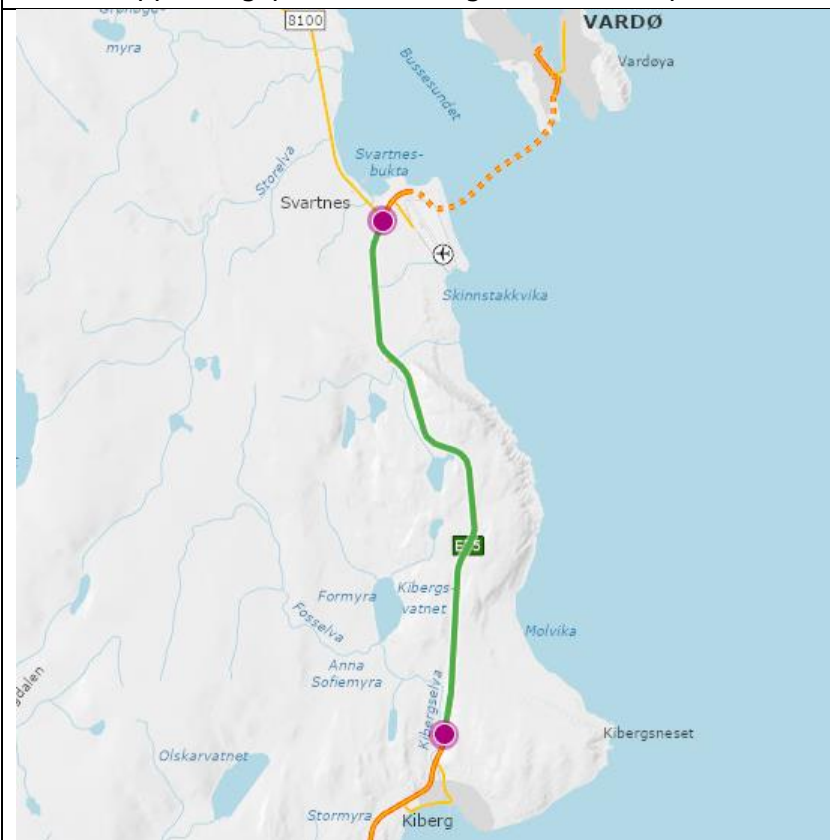 8100
VARDØ
myra
Bussesundet
Vardøya
Svartnes-
bukta
Storelva
Svartnes
Skinnstakkvika
Formyra
Kibergs-
vatnet
Fosselva
Molvika
Anna
Sofiemyra
dalen
Kibergselva
Kibergsneset
Olskarvatnet
Stormyra
Kiberg